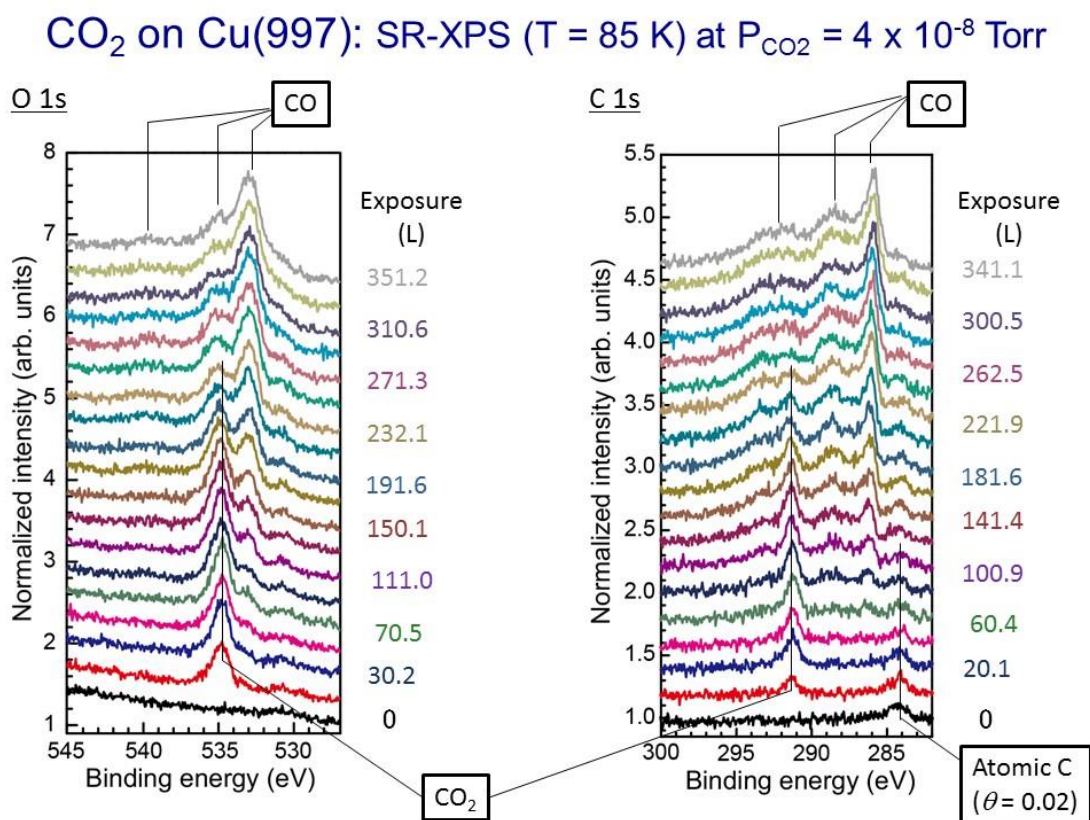 CO₂ on Cu(997): SR-XPS (T = 85 K) at P_CO2 = 4 x 10⁻⁸ Torr
O 1s
CO
8
7
6
5
4
3
2
1
545
540
535
530
Normalized intensity (arb. units)
Binding energy (eV)
Exposure
(L)
351.2
310.6
271.3
232.1
191.6
150.1
111.0
70.5
30.2
0
CO₂
C 1s
CO
5.5
5.0
4.5
4.0
3.5
3.0
2.5
2.0
1.5
1.0
300
295
290
285
Normalized intensity (arb. units)
Binding energy (eV)
Exposure
(L)
341.1
300.5
262.5
221.9
181.6
141.4
100.9
60.4
20.1
0
Atomic C
(θ = 0.02)